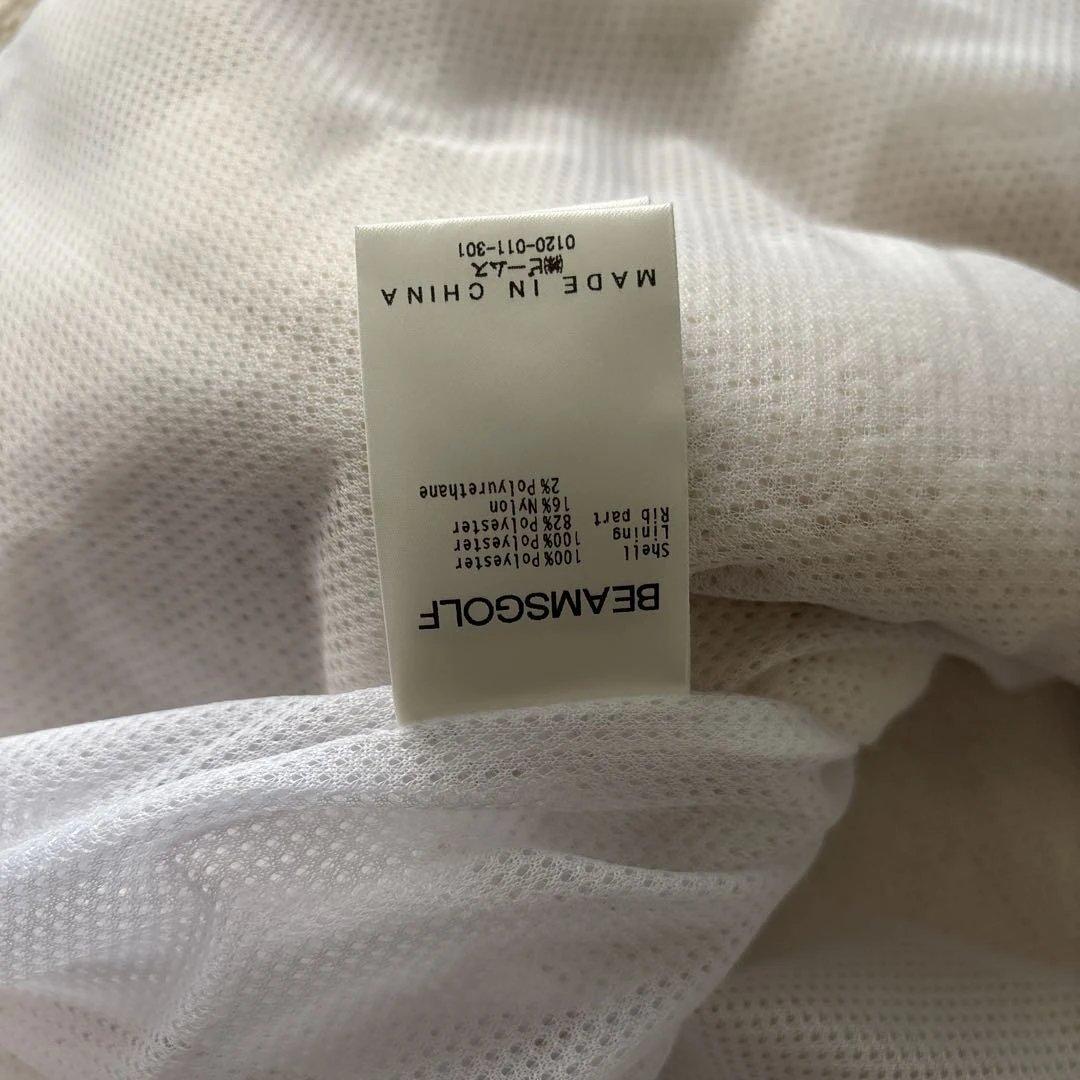 BEAMSGOLF
Shell 100%Polyester
Lining 100%Polyester
Rib part 82%Polyester
16%Nylon
2%Polyurethane
MADE IN CHINA
㈱ビームス
0120-011-301